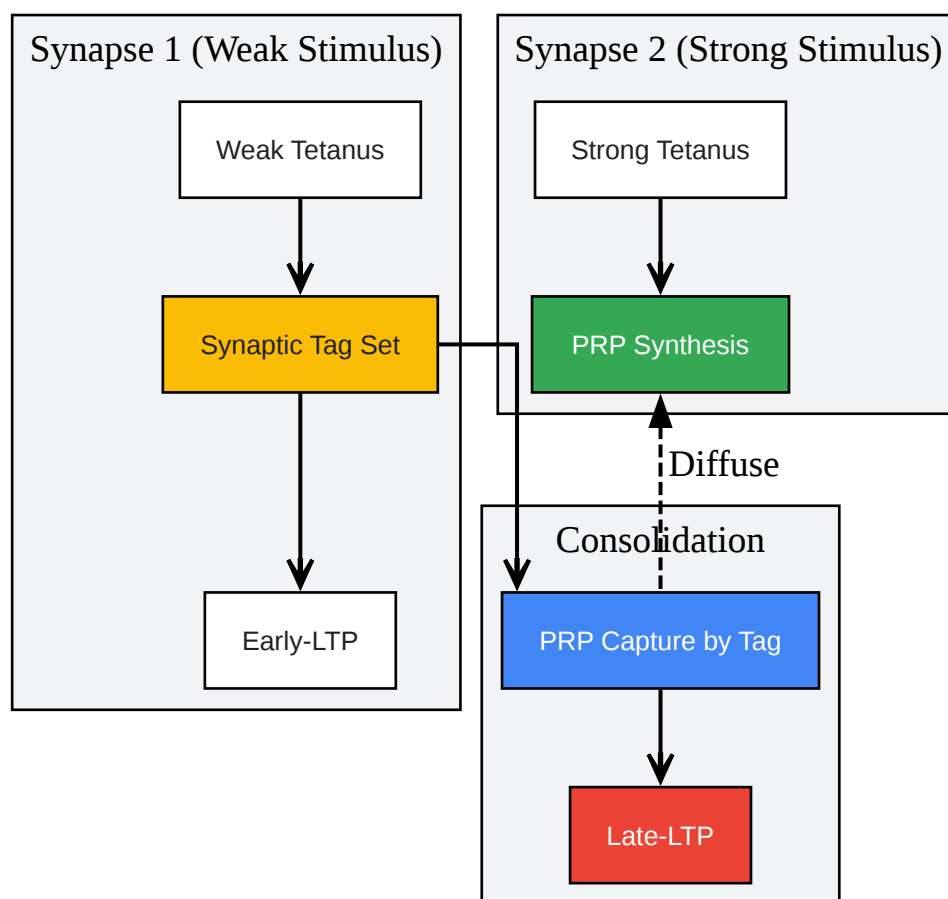 Synapse 1 (Weak Stimulus)
Weak Tetanus
Synaptic Tag Set
Early-LTP
Synapse 2 (Strong Stimulus)
Strong Tetanus
PRP Synthesis
Diffuse
Consolidation
PRP Capture by Tag
Late-LTP